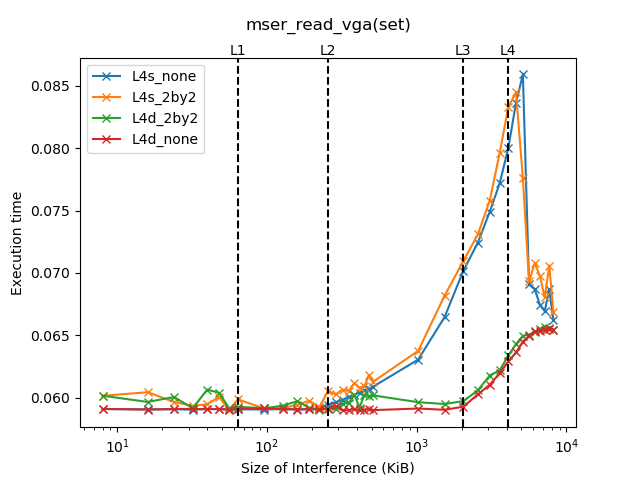 mser_read_vga(set)
L1 L2 L3 L4
L4s_none
L4s_2by2
L4d_2by2
L4d_none
0.085
0.080
0.075
0.070
0.065
0.060
Execution time
10¹ 10² 10³ 10⁴
Size of Interference (KiB)